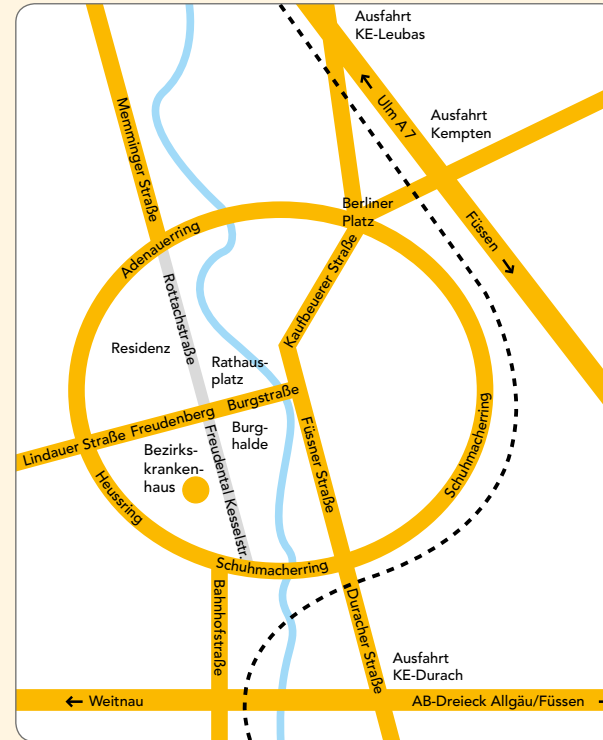 Ausfahrt
KE-Leubas
← Ulm A 7
Ausfahrt
Kempten
Memminger Straße
Berliner
Platz
Füssen →
Adenauerring
Kaufbeuerer Straße
Rottachstraße
Residenz
Rathaus-
platz
Lindauer Straße
Freudenberg
Burgstraße
Burg-
halde
Füssner Straße
Schuhmacherring
Bezirks-
kranken-
haus
Freudental
Kesselstr.
Heussring
Schuhmacherring
Bahnhofstraße
Duracher Straße
Ausfahrt
KE-Durach
← Weitnau
AB-Dreieck Allgäu/Füssen →